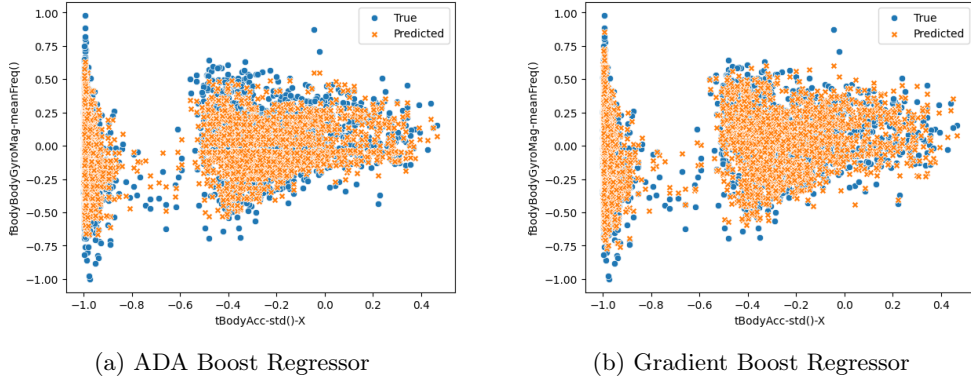 True
Predicted
1.00
0.75
0.50
0.25
0.00
−0.25
−0.50
−0.75
−1.00
fBodyBodyGyroMag-meanFreq()
−1.0 −0.8 −0.6 −0.4 −0.2 0.0 0.2 0.4
tBodyAcc-std()-X
(a) ADA Boost Regressor
True
Predicted
1.00
0.75
0.50
0.25
0.00
−0.25
−0.50
−0.75
−1.00
fBodyBodyGyroMag-meanFreq()
−1.0 −0.8 −0.6 −0.4 −0.2 0.0 0.2 0.4
tBodyAcc-std()-X
(b) Gradient Boost Regressor